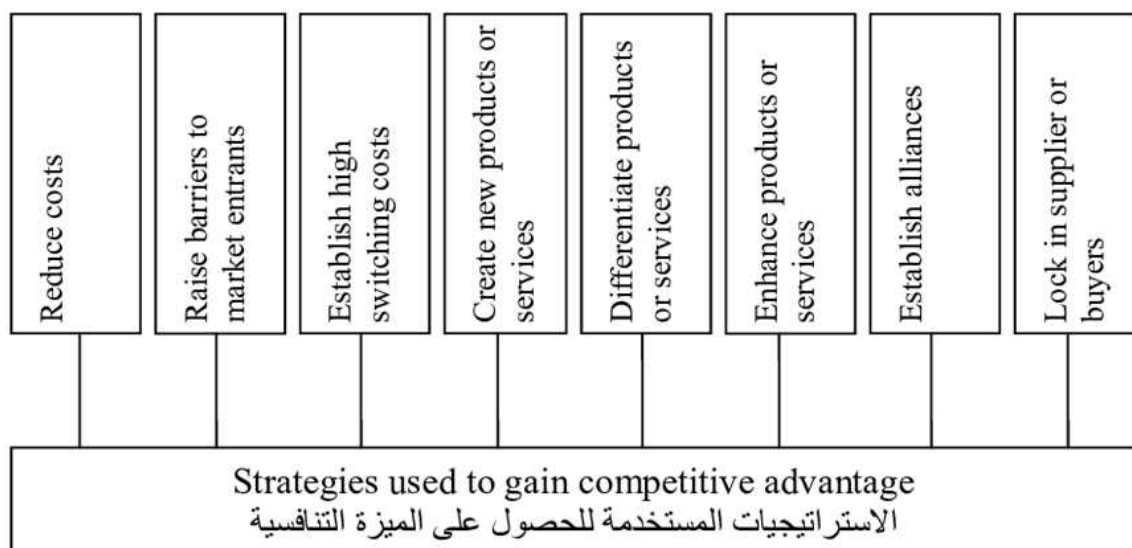 Reduce costs
Raise barriers to
market entrants
Establish high
switching costs
Create new products or
services
Differentiate products
or services
Enhance products or
services
Establish alliances
Lock in supplier or
buyers
Strategies used to gain competitive advantage
الاستراتيجيات المستخدمة للحصول على الميزة التنافسية